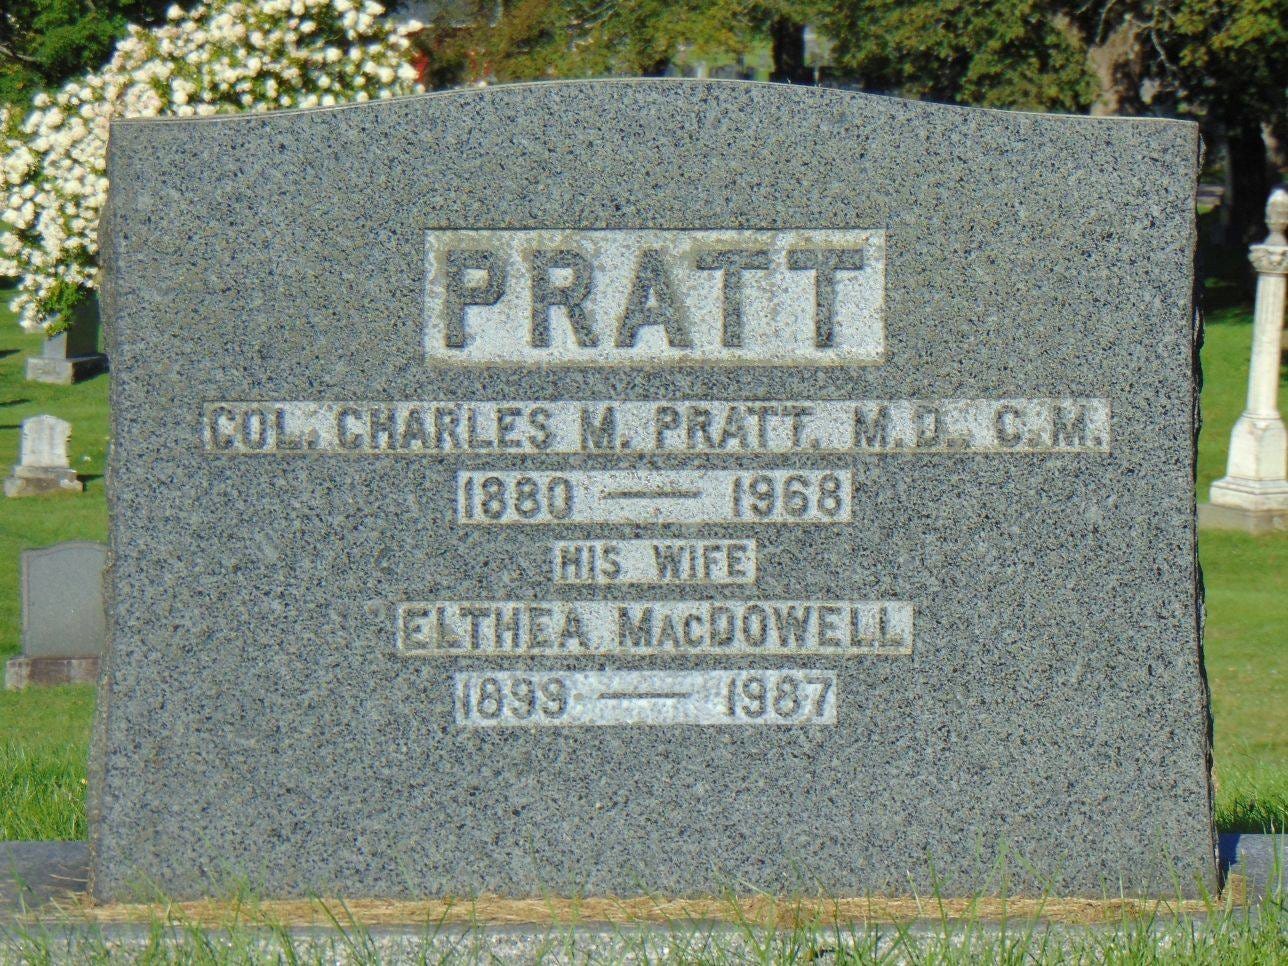 PRATT
COL. CHARLES M. PRATT. M.D., C.M.
1880 — 1968
HIS WIFE
ELTHEA MACDOWELL
1899 — 1987